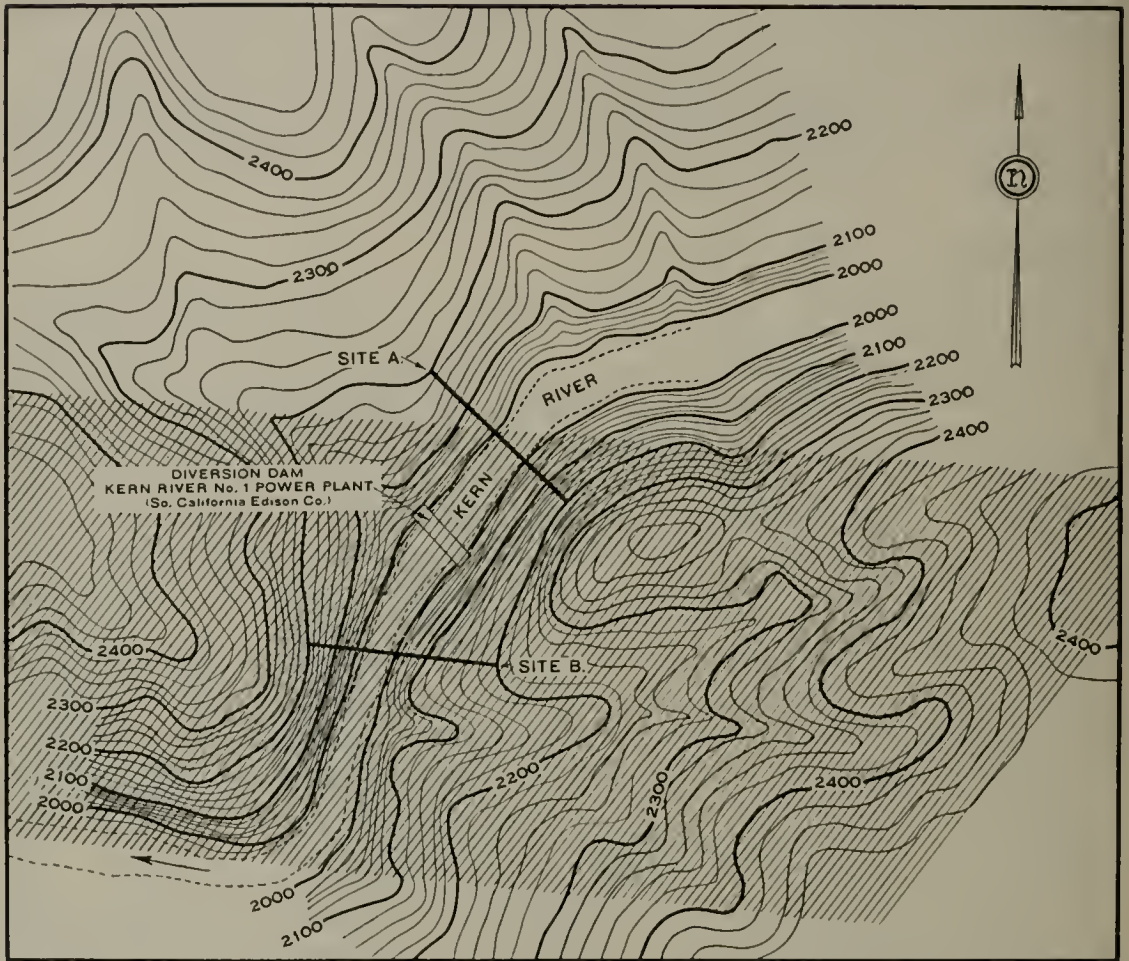 2400
2200
n
2300
2100
2000
2000
SITE A.
RIVER
2100
2200
2300
2400
DIVERSION DAM
KERN RIVER No. 1 POWER PLANT
(So. California Edison Co.)
KERN
2400
2400
SITE B.
2300
2200
2100
2000
2200
2300
2400
2000
2100